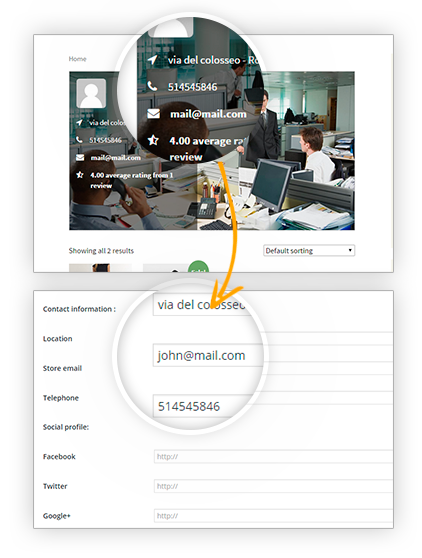 Home
via del colosseo - Ro
514545846
mail@mail.com
4.00 average rat
review
via del colos
514545846
mail@mail.com
4.00 average rating from 1
review
Showing all 2 results
Default sorting
Contact information :
via del colosseo
Location
john@mail.com
Store email
Telephone
514545846
Social profile:
Facebook
http://
Twitter
http://
Google+
http://